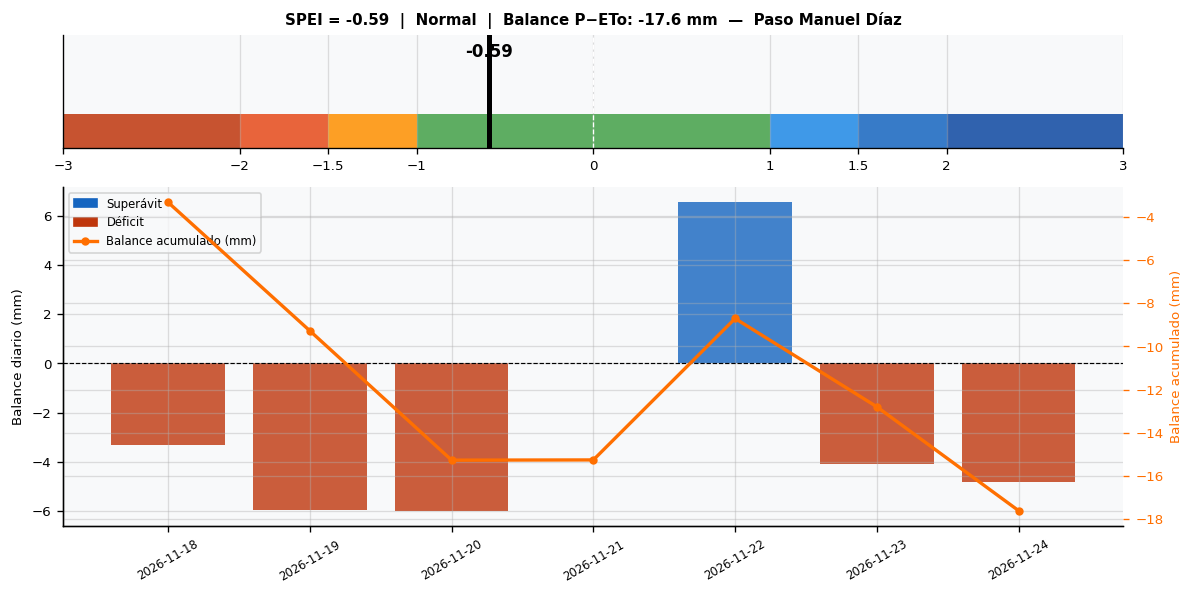 SPEI = -0.59 | Normal | Balance P−ETo: -17.6 mm — Paso Manuel Díaz
-0.59
−3 −2 −1.5 −1 0 1 1.5 2 3
Superávit
Déficit
Balance acumulado (mm)
Balance diario (mm)
6
4
2
0
−2
−4
−6
−4
−6
−8
−10
−12
−14
−16
−18
Balance acumulado (mm)
2026-11-18 2026-11-19 2026-11-20 2026-11-21 2026-11-22 2026-11-23 2026-11-24